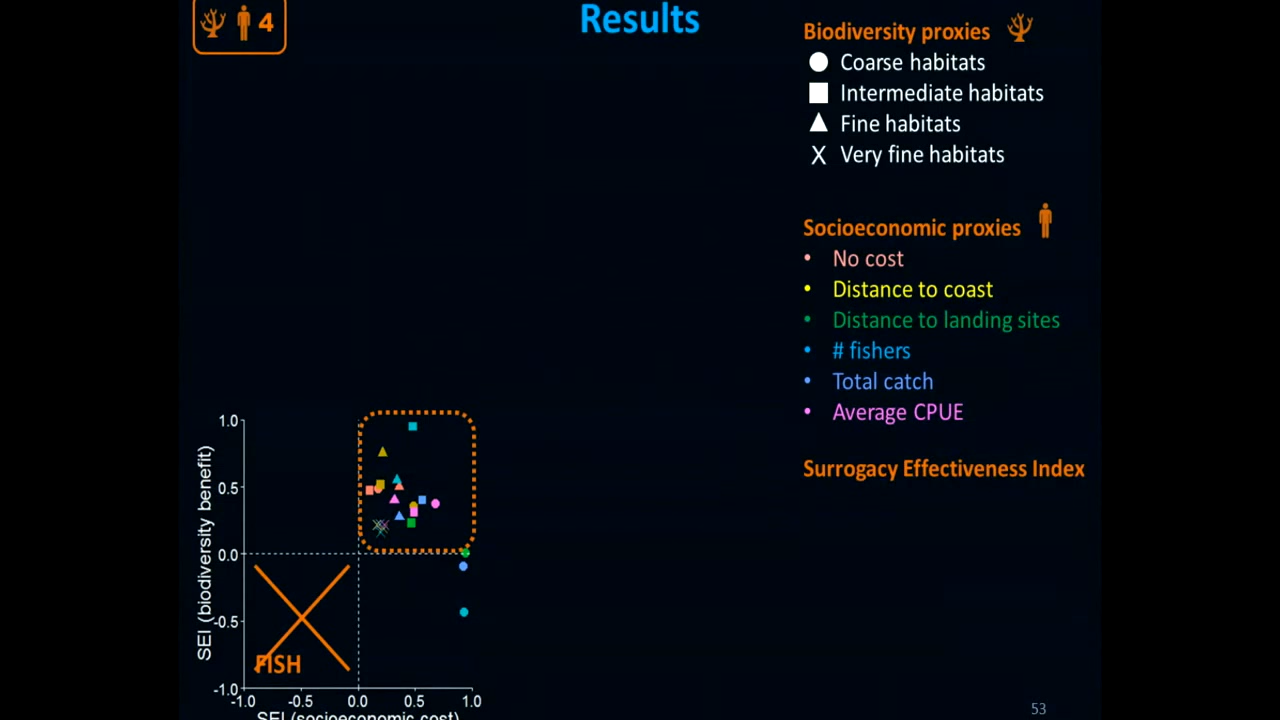 4
Results
Biodiversity proxies
Coarse habitats
Intermediate habitats
Fine habitats
X Very fine habitats
Socioeconomic proxies
• No cost
• Distance to coast
• Distance to landing sites
• # fishers
• Total catch
• Average CPUE
Surrogacy Effectiveness Index
SEI (biodiversity benefit)
1.0
0.5
0.0
-0.5
-1.0
FISH
-1.0 -0.5 0.0 0.5 1.0
SEI (socioeconomic cost)
53